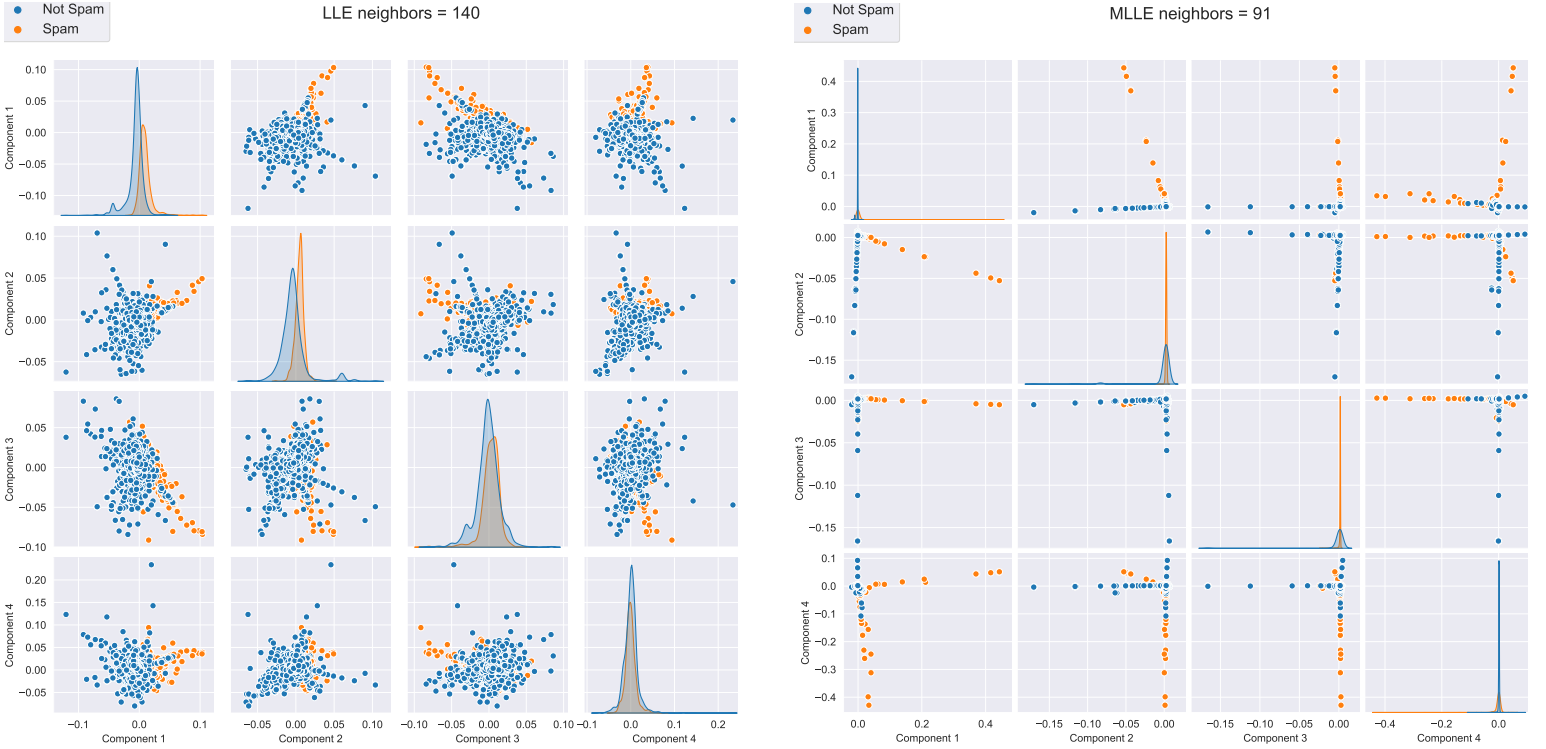 Not Spam
Spam
LLE neighbors = 140
Component 1
0.10
0.05
0.00
−0.05
−0.10
Component 2
0.10
0.05
0.00
−0.05
Component 3
0.05
0.00
−0.05
−0.10
Component 4
0.20
0.15
0.10
0.05
0.00
−0.05
−0.1 0.0 0.1
−0.05 0.00 0.05 0.10
−0.10 −0.05 0.00 0.05 0.10
−0.1 0.0 0.1 0.2
Component 1 Component 2 Component 3 Component 4
Not Spam
Spam
MLLE neighbors = 91
Component 1
0.4
0.3
0.2
0.1
0.0
Component 2
0.00
−0.05
−0.10
−0.15
Component 3
0.00
−0.05
−0.10
−0.15
Component 4
0.1
0.0
−0.1
−0.2
−0.3
−0.4
0.0 0.2 0.4
−0.15 −0.10 −0.05 0.00
−0.15 −0.10 −0.05 0.00
−0.4 −0.2 0.0
Component 1 Component 2 Component 3 Component 4